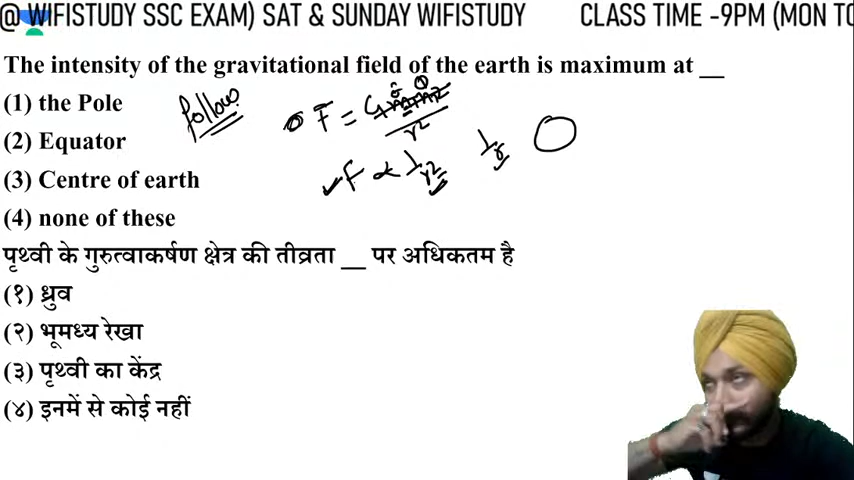 @ WIFISTUDY SSC EXAM) SAT & SUNDAY WIFISTUDY CLASS TIME -9PM (MON TO
The intensity of the gravitational field of the earth is maximum at __
(1) the Pole
(2) Equator
(3) Centre of earth
(4) none of these
follow
F =
r²
F ∝ 1/r²
1/r
पृथ्वी के गुरुत्वाकर्षण क्षेत्र की तीव्रता __ पर अधिकतम है
(१) ध्रुव
(२) भूमध्य रेखा
(३) पृथ्वी का केंद्र
(४) इनमें से कोई नहीं